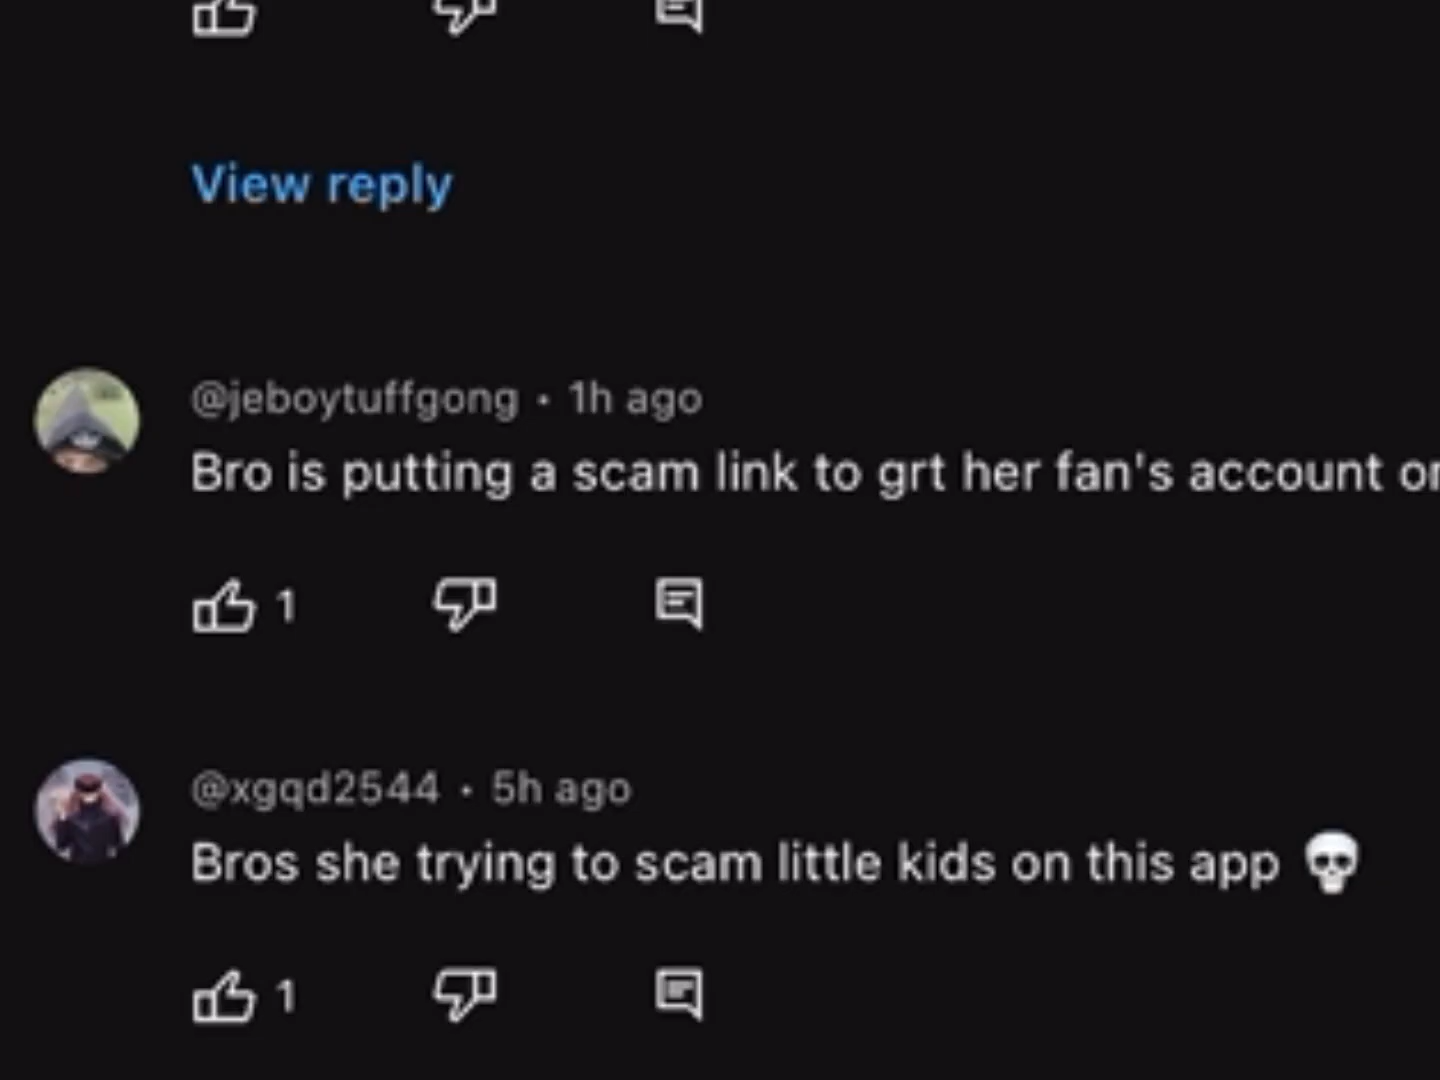 View reply
@jeboytuffgong • 1h ago
Bro is putting a scam link to grt her fan's account
1
@xgqd2544 • 5h ago
Bros she trying to scam little kids on this app 💀
1